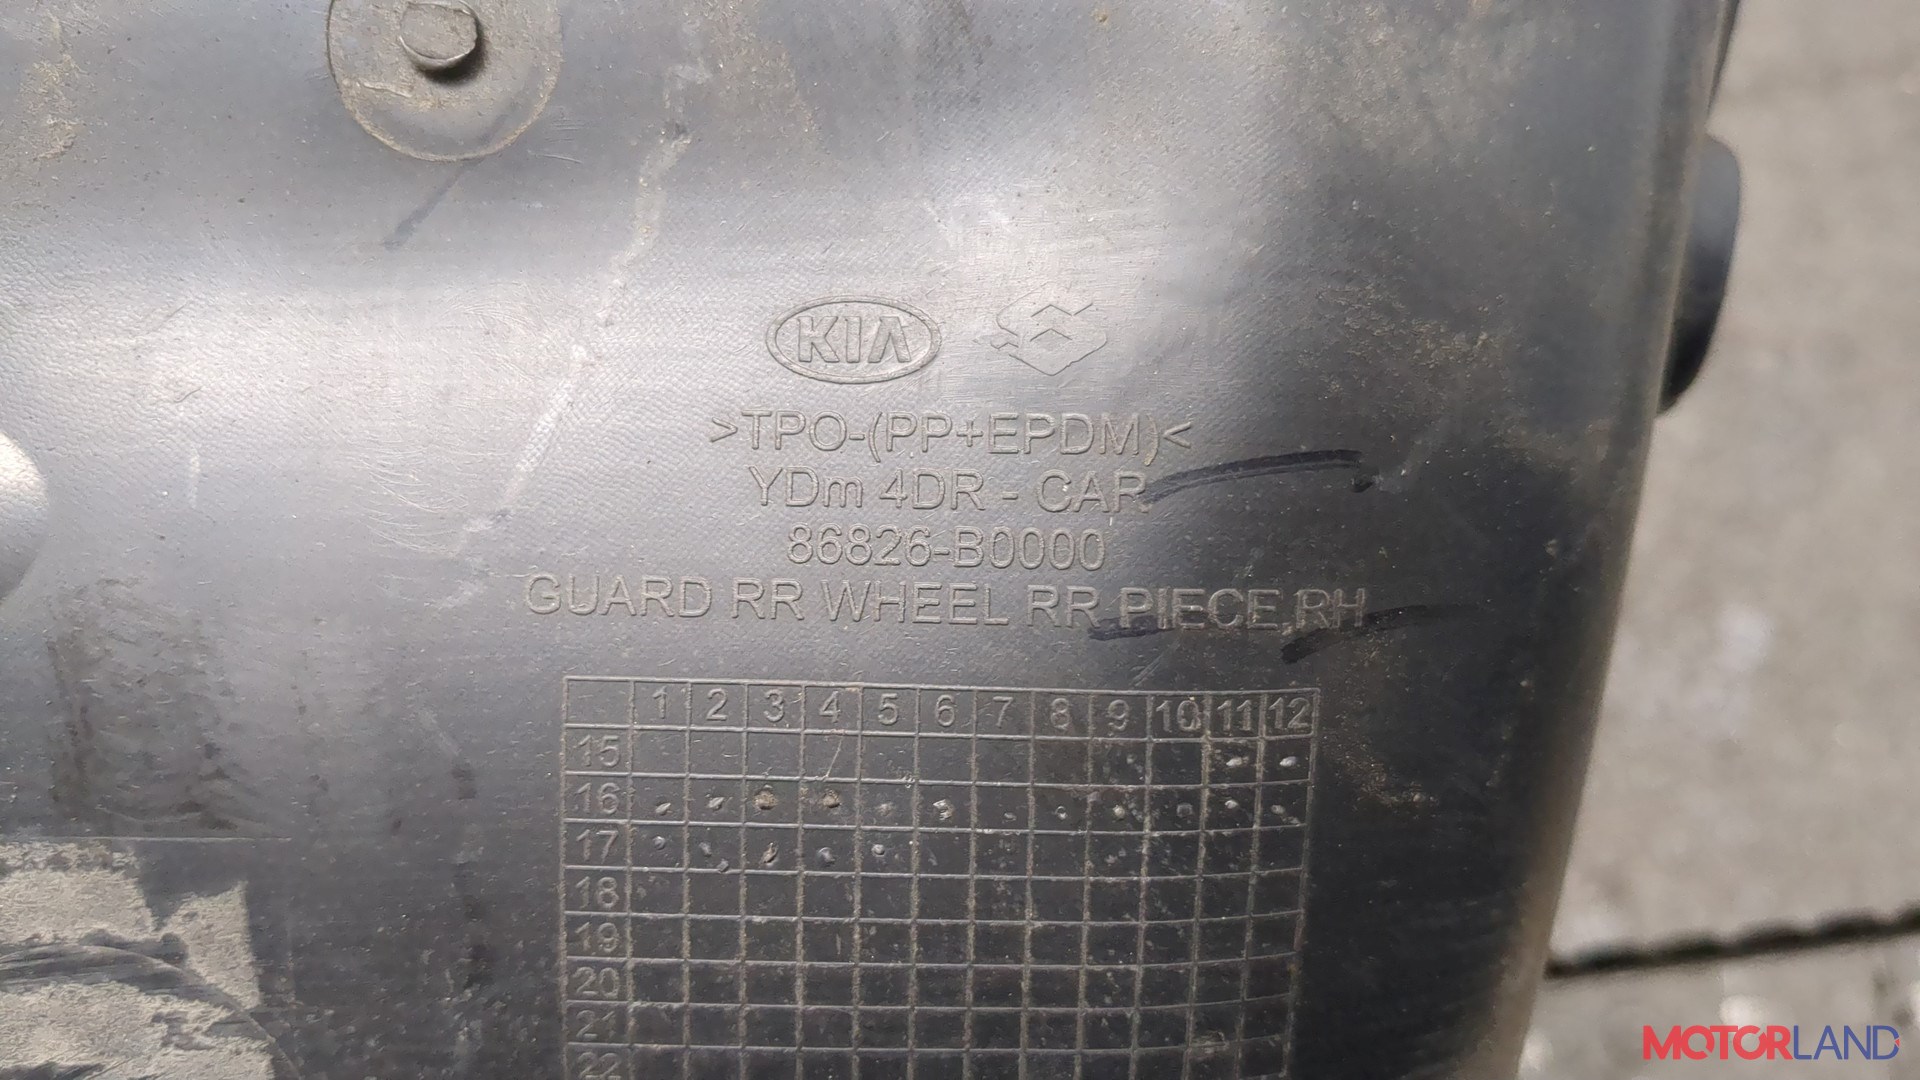 KIA
>TPO-(PP+EPDM)<
YDm 4DR - CAR
86826-B0000
GUARD RR WHEEL RR PIECE,RH
1 2 3 4 5 6 7 8 9 10 11 12
15
16
17
18
19
20
21
22
MOTORLAND